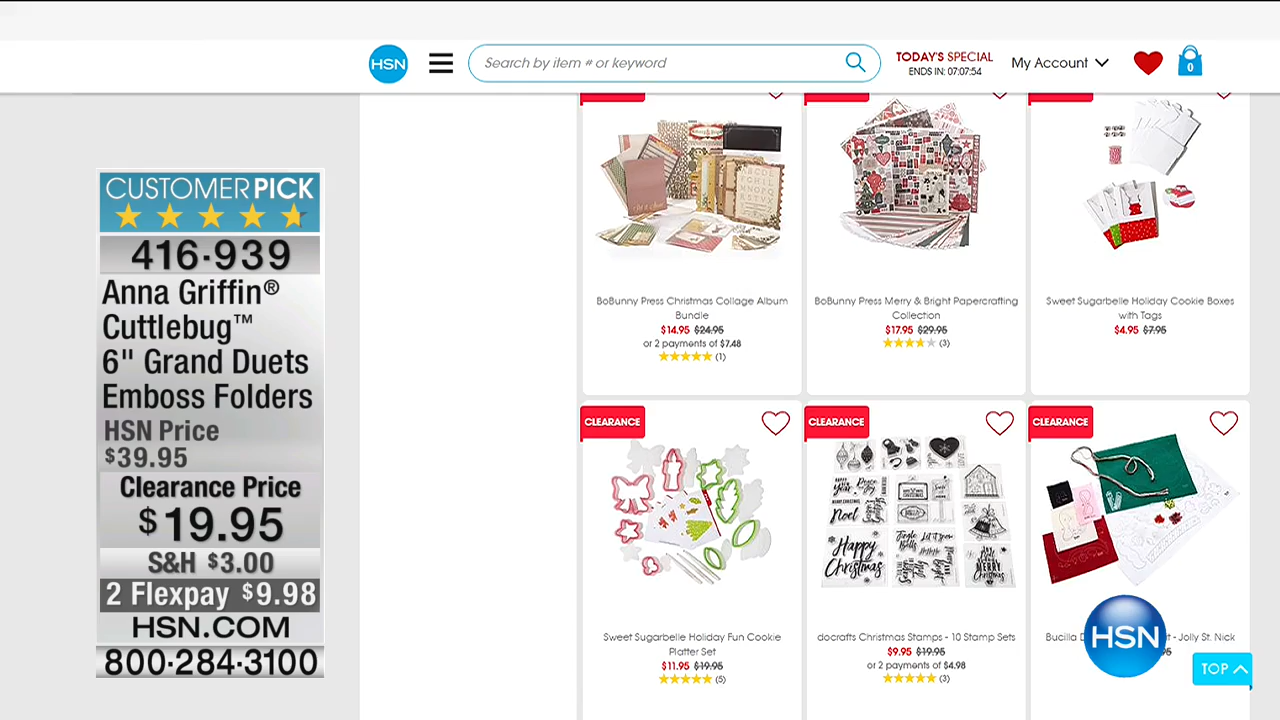 HSN
Search by item # or keyword
TODAY'S SPECIAL
ENDS IN: 07:07:54
My Account
0
CUSTOMER PICK
416-939
Anna Griffin®
Cuttlebug™
6" Grand Duets
Emboss Folders
HSN Price
$39.95
Clearance Price
$19.95
S&H $3.00
2 Flexpay $9.98
HSN.COM
800-284-3100
BoBunny Press Christmas Collage Album
Bundle
$14.95 $24.95
or 2 payments of $7.48
(1)
BoBunny Press Merry & Bright Papercrafting
Collection
$17.95 $29.95
(3)
Sweet Sugarbelle Holiday Cookie Boxes
with Tags
$4.95 $7.95
CLEARANCE
Sweet Sugarbelle Holiday Fun Cookie
Platter Set
$11.95 $19.95
(5)
CLEARANCE
Noel
Happy
Christmas
docrafts Christmas Stamps - 10 Stamp Sets
$9.95 $19.95
or 2 payments of $4.98
(3)
CLEARANCE
Bucilla
- Jolly St. Nick
HSN
TOP